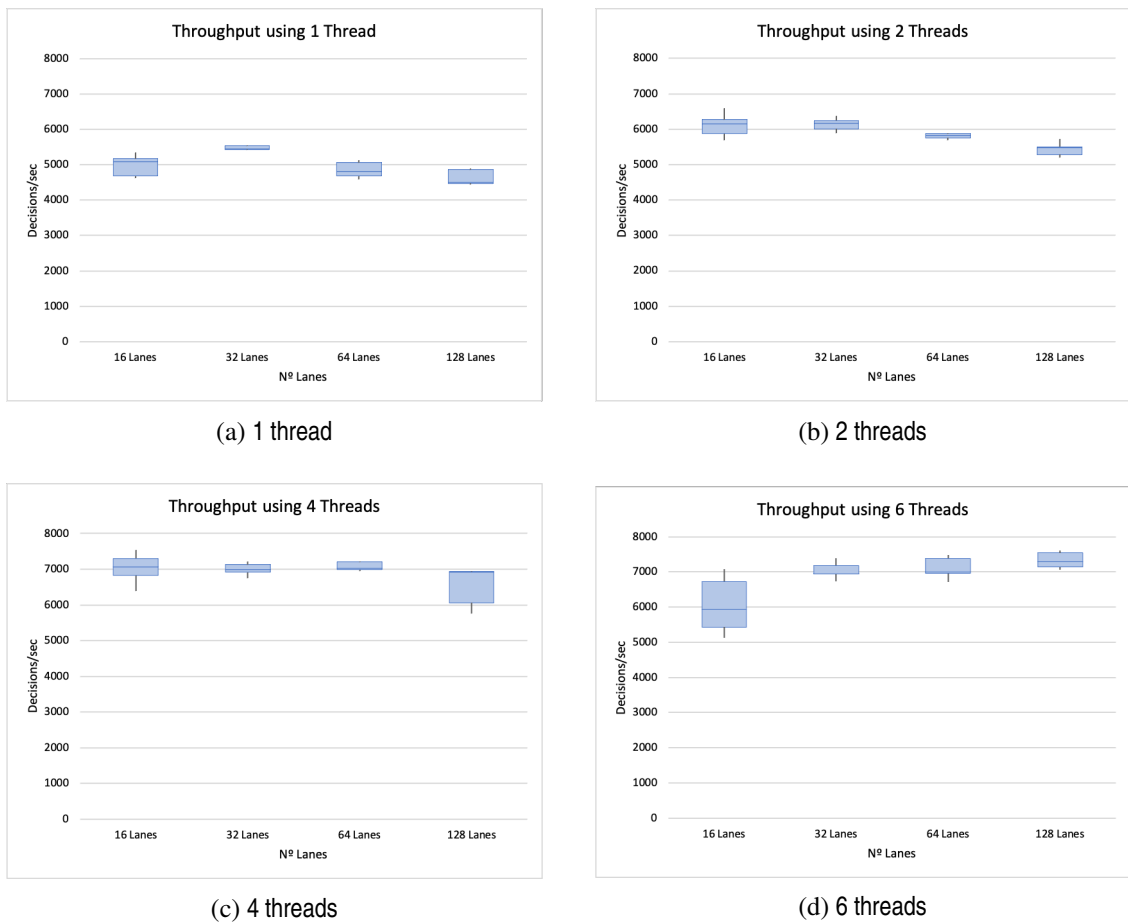 Throughput using 1 Thread
8000
7000
6000
5000
4000
3000
2000
1000
0
Decisions/sec
16 Lanes 32 Lanes 64 Lanes 128 Lanes
Nº Lanes
(a) 1 thread
Throughput using 2 Threads
8000
7000
6000
5000
4000
3000
2000
1000
0
Decisions/sec
16 Lanes 32 Lanes 64 Lanes 128 Lanes
Nº Lanes
(b) 2 threads
Throughput using 4 Threads
8000
7000
6000
5000
4000
3000
2000
1000
0
Decisions/sec
16 Lanes 32 Lanes 64 Lanes 128 Lanes
Nº Lanes
(c) 4 threads
Throughput using 6 Threads
8000
7000
6000
5000
4000
3000
2000
1000
0
Decisions/sec
16 Lanes 32 Lanes 64 Lanes 128 Lanes
Nº Lanes
(d) 6 threads